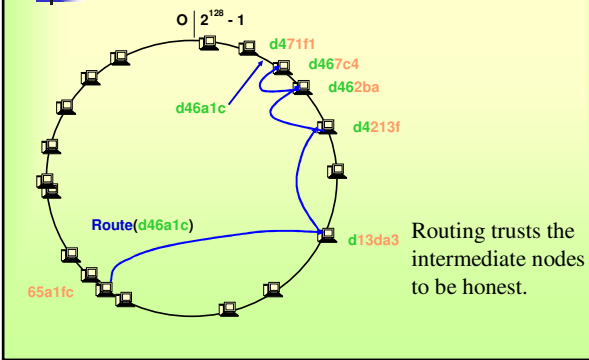 O 2^128 - 1
d471f1
d467c4
d462ba
d46a1c
d4213f
Route(d46a1c)
d13da3
Routing trusts the
intermediate nodes
to be honest.
65a1fc